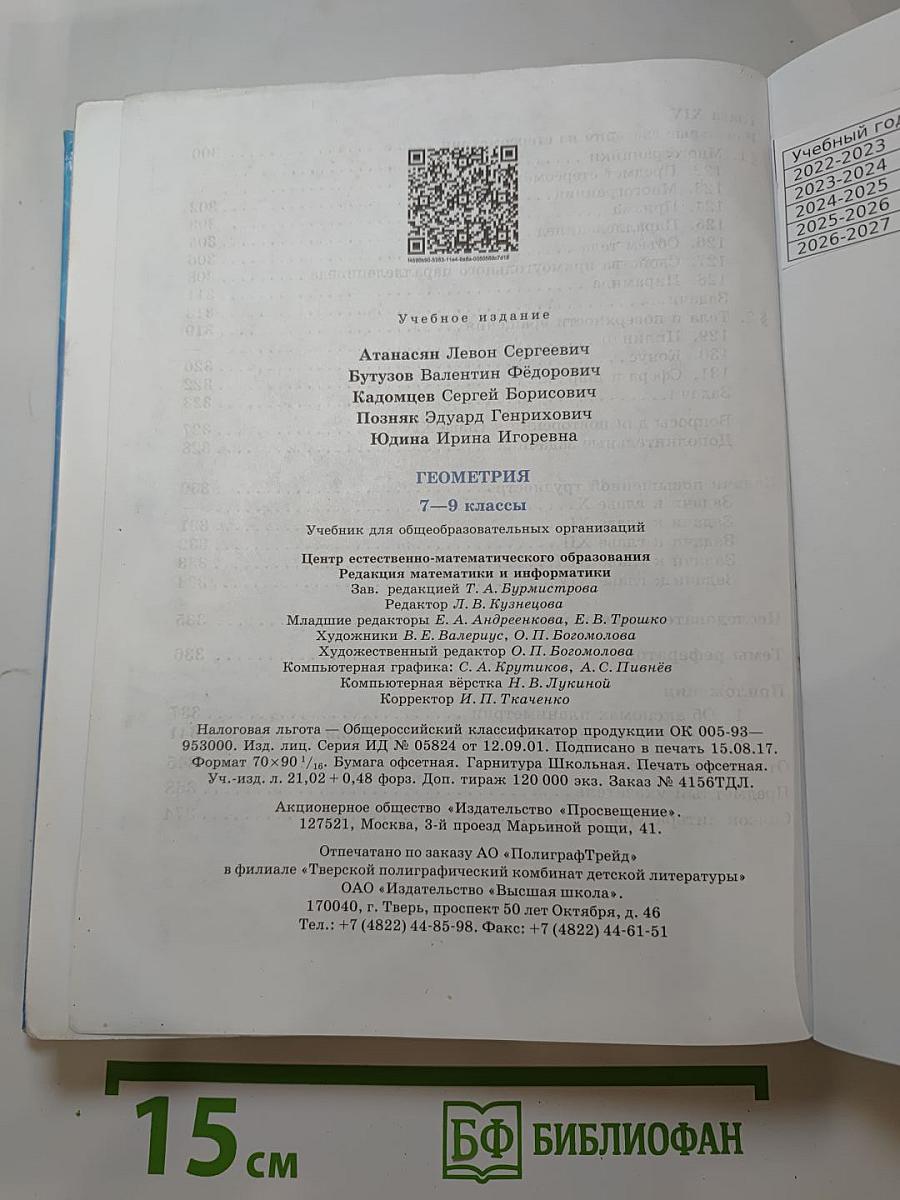 Учебное издание
Атанасян Левон Сергеевич
Бутузов Валентин Фёдорович
Кадомцев Сергей Борисович
Позняк Эдуард Генрихович
Юдина Ирина Игоревна
ГЕОМЕТРИЯ
7—9 классы
Учебник для общеобразовательных организаций
Центр естественно-математического образования
Редакция математики и информатики
Зав. редакцией Т. А. Бурмистрова
Редактор Л. В. Кузнецова
Младшие редакторы Е. А. Андреенкова, Е. В. Трошко
Художники В. Е. Валериус, О. П. Богомолова
Художественный редактор О. П. Богомолова
Компьютерная графика: С. А. Крутиков, А. С. Пивнёв
Компьютерная вёрстка Н. В. Лукиной
Корректор И. П. Ткаченко
Налоговая льгота — Общероссийский классификатор продукции ОК 005-93—
953000. Изд. лиц. Серия ИД № 05824 от 12.09.01. Подписано в печать 15.08.17.
Формат 70×90 1/16. Бумага офсетная. Гарнитура Школьная. Печать офсетная.
Уч.-изд. л. 21,02 + 0,48 форз. Доп. тираж 120 000 экз. Заказ № 4156ТДЛ.
Акционерное общество «Издательство «Просвещение».
127521, Москва, 3-й проезд Марьиной рощи, 41.
Отпечатано по заказу АО «ПолиграфТрейд»
в филиале «Тверской полиграфический комбинат детской литературы»
ОАО «Издательство «Высшая школа».
170040, г. Тверь, проспект 50 лет Октября, д. 46
Тел.: +7 (4822) 44-85-98. Факс: +7 (4822) 44-61-51
Учебный год
2022-2023
2023-2024
2024-2025
2025-2026
2026-2027
15 см
БФ БИБЛИОФАН